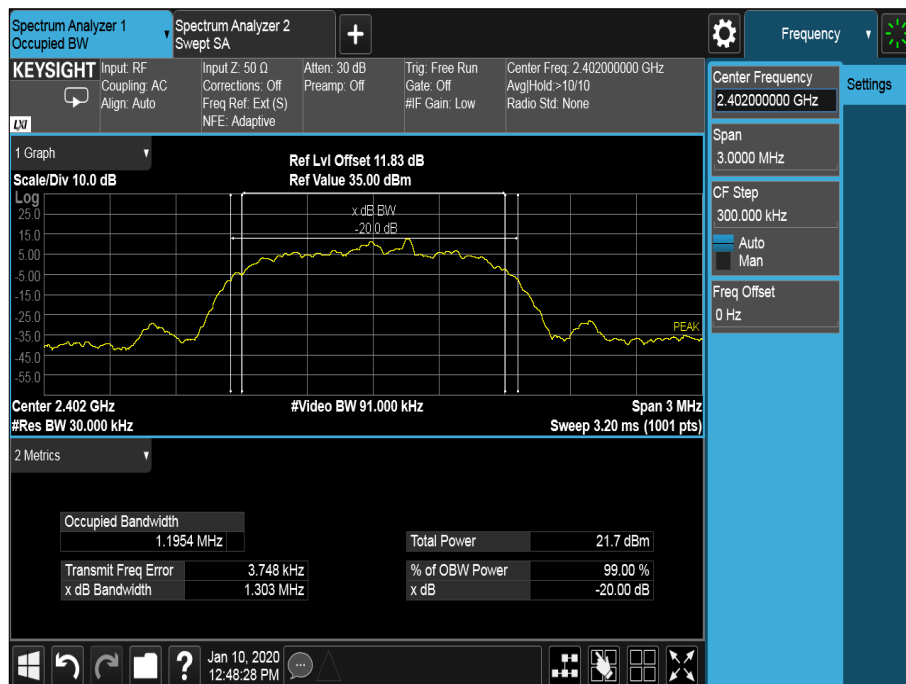 Spectrum Analyzer 1
Occupied BW
Spectrum Analyzer 2
Swept SA
Frequency
KEYSIGHT
LXI
Input: RF
Coupling: AC
Align: Auto
Input Z: 50 Ω
Corrections: Off
Freq Ref: Ext (S)
NFE: Adaptive
Atten: 30 dB
Preamp: Off
Trig: Free Run
Gate: Off
#IF Gain: Low
Center Freq: 2.402000000 GHz
Avg|Hold:>10/10
Radio Std: None
Center Frequency
2.402000000 GHz
Settings
Span
3.0000 MHz
CF Step
300.000 kHz
Auto
Man
Freq Offset
0 Hz
1 Graph
Scale/Div 10.0 dB
Ref Lvl Offset 11.83 dB
Ref Value 35.00 dBm
Log
25.0
15.0
5.00
-5.00
-15.0
-25.0
-35.0
-45.0
-55.0
x dB BW
-20.0 dB
PEAK
Center 2.402 GHz
#Video BW 91.000 kHz
Span 3 MHz
#Res BW 30.000 kHz
Sweep 3.20 ms (1001 pts)
2 Metrics
Occupied Bandwidth
1.1954 MHz
Total Power 21.7 dBm
Transmit Freq Error 3.748 kHz
% of OBW Power 99.00 %
x dB Bandwidth 1.303 MHz
x dB -20.00 dB
?
Jan 10, 2020
12:48:28 PM